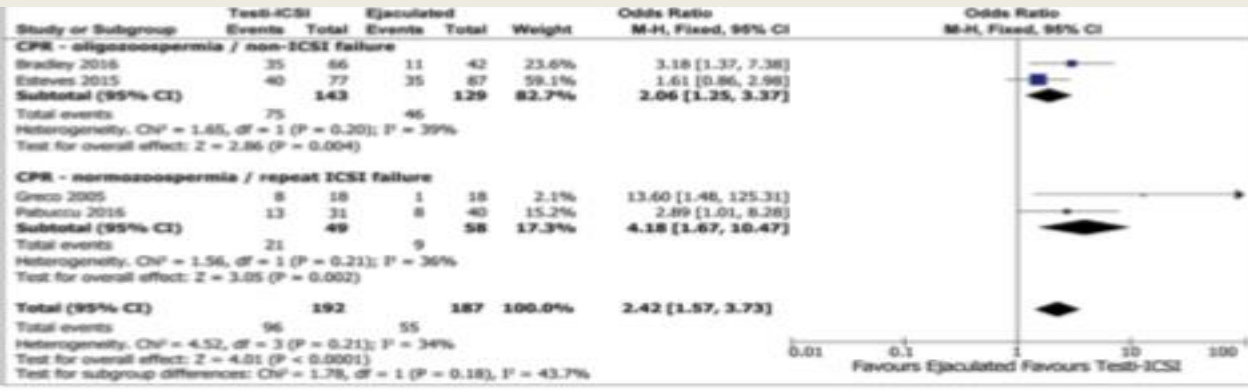 Testi-ICSI Ejaculated Odds Ratio Odds Ratio
Study or Subgroup Events Total Events Total Weight M-H, Fixed, 95% CI M-H, Fixed, 95% CI
CPR - oligozoospermia / non-ICSI failure
Bradley 2016 35 66 11 42 23.6% 3.18 [1.37, 7.38]
Esteves 2015 40 77 35 87 59.1% 1.61 [0.86, 2.98]
Subtotal (95% CI) 143 129 82.7% 2.06 [1.25, 3.37]
Total events 75 46
Heterogeneity. Chi² = 1.65, df = 1 (P = 0.20); I² = 39%
Test for overall effect: Z = 2.86 (P = 0.004)
CPR - normozoospermia / repeat ICSI failure
Greco 2005 8 18 1 18 2.1% 13.60 [1.48, 125.31]
Pabuccu 2016 13 31 8 40 15.2% 2.89 [1.01, 8.28]
Subtotal (95% CI) 49 58 17.3% 4.18 [1.67, 10.47]
Total events 21 9
Heterogeneity. Chi² = 1.56, df = 1 (P = 0.21); I² = 36%
Test for overall effect: Z = 3.05 (P = 0.002)
Total (95% CI) 192 187 100.0% 2.42 [1.57, 3.73]
Total events 96 55
Heterogeneity. Chi² = 4.52, df = 3 (P = 0.21); I² = 34%
Test for overall effect: Z = 4.01 (P < 0.0001)
Test for subgroup differences: Chi² = 1.78, df = 1 (P = 0.18), I² = 43.7%
0.01 0.1 1 10 100
Favours Ejaculated Favours Testi-ICSI